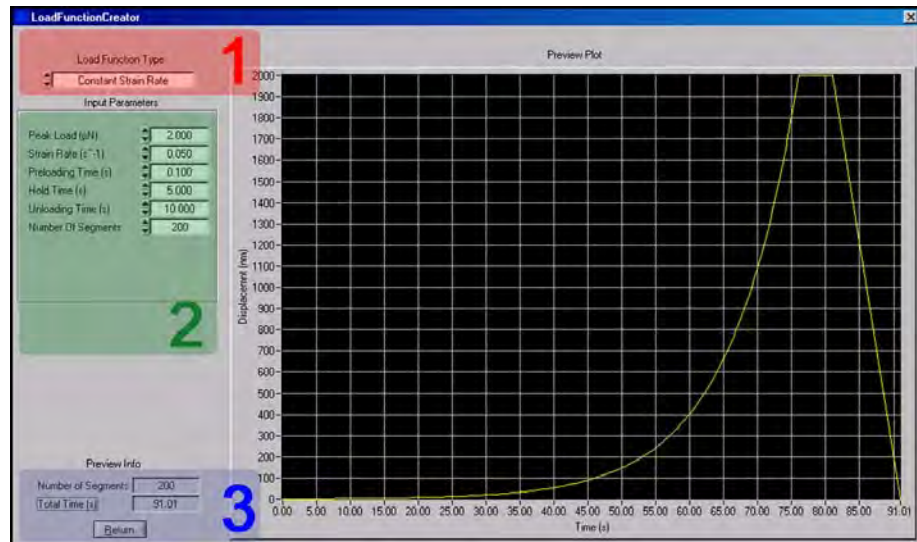 LoadFunctionCreator
1
Load Function Type
Constant Strain Rate
Input Parameters
Peak Load (µN) 2.000
Strain Rate (s^-1) 0.050
Preloading Time (s) 0.100
Hold Time (s) 5.000
Unloading Time (s) 10.000
Number Of Segments 200
2
Preview Info
Number of Segments 200
Total Time (s) 91.01
Return
3
Preview Plot
Displacement (nm)
2000
1900
1800
1700
1600
1500
1400
1300
1200
1100
1000
900
800
700
600
500
400
300
200
100
0
0.00 5.00 10.00 15.00 20.00 25.00 30.00 35.00 40.00 45.00 50.00 55.00 60.00 65.00 70.00 75.00 80.00 85.00 91.01
Time (s)